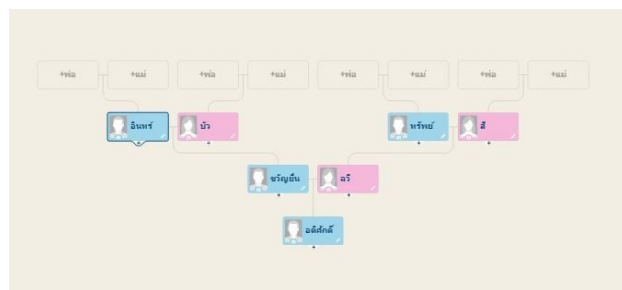 +พ่อ
+แม่
+พ่อ
+แม่
+พ่อ
+แม่
+พ่อ
+แม่
อินทร์
บัว
ทรัพย์
สี
ขวัญยืน
ฉวี
อดีศักดิ์